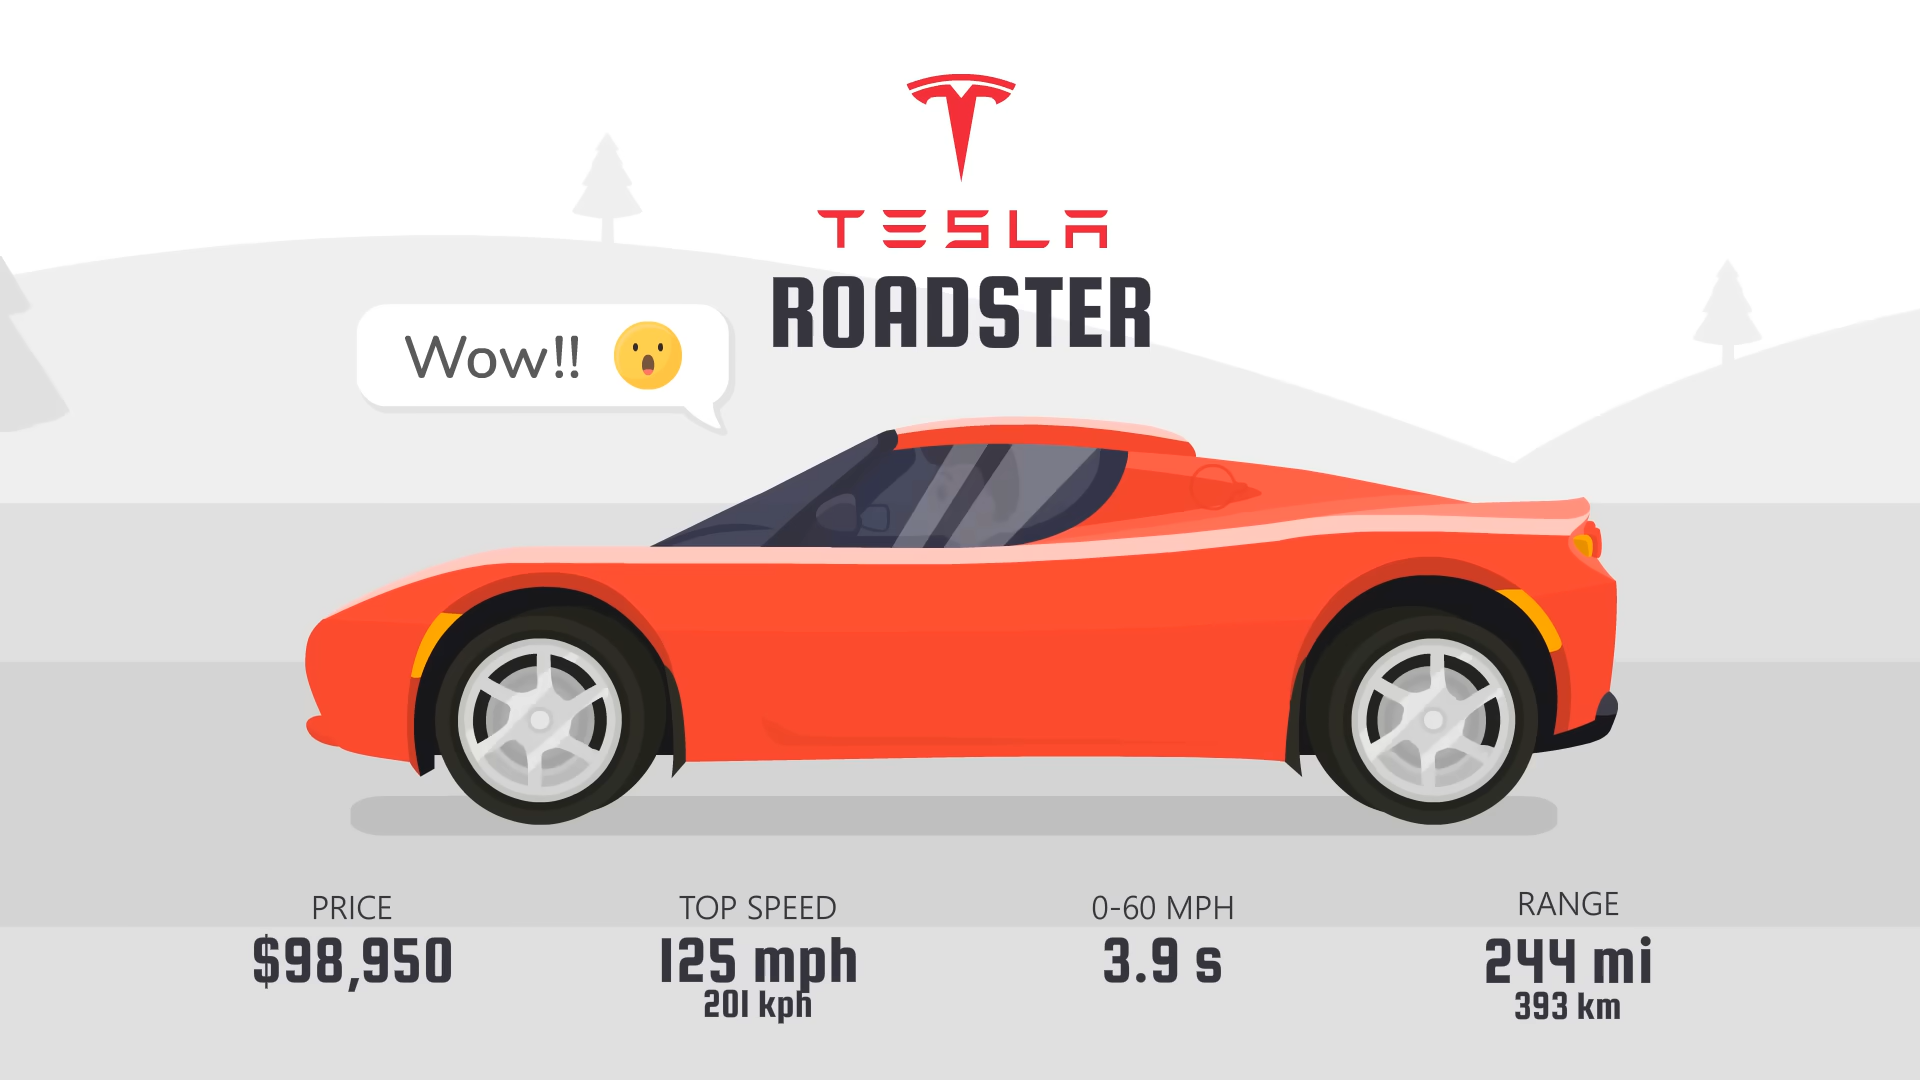 TESLA
ROADSTER
Wow!! 😮
PRICE
$98,950
TOP SPEED
125 mph
201 kph
0-60 MPH
3.9 s
RANGE
244 mi
393 km